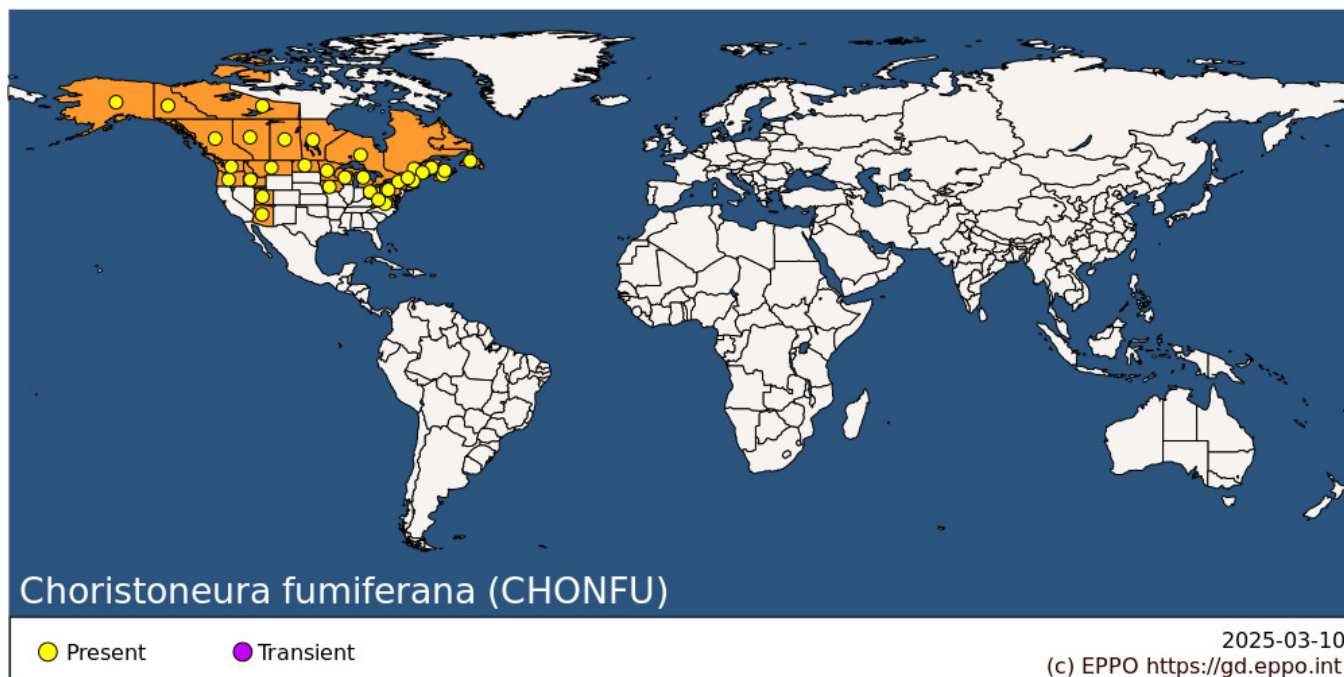 Choristoneura fumiferana (CHONFU)
Present
Transient
2025-03-10
(c) EPPO https://gd.eppo.int